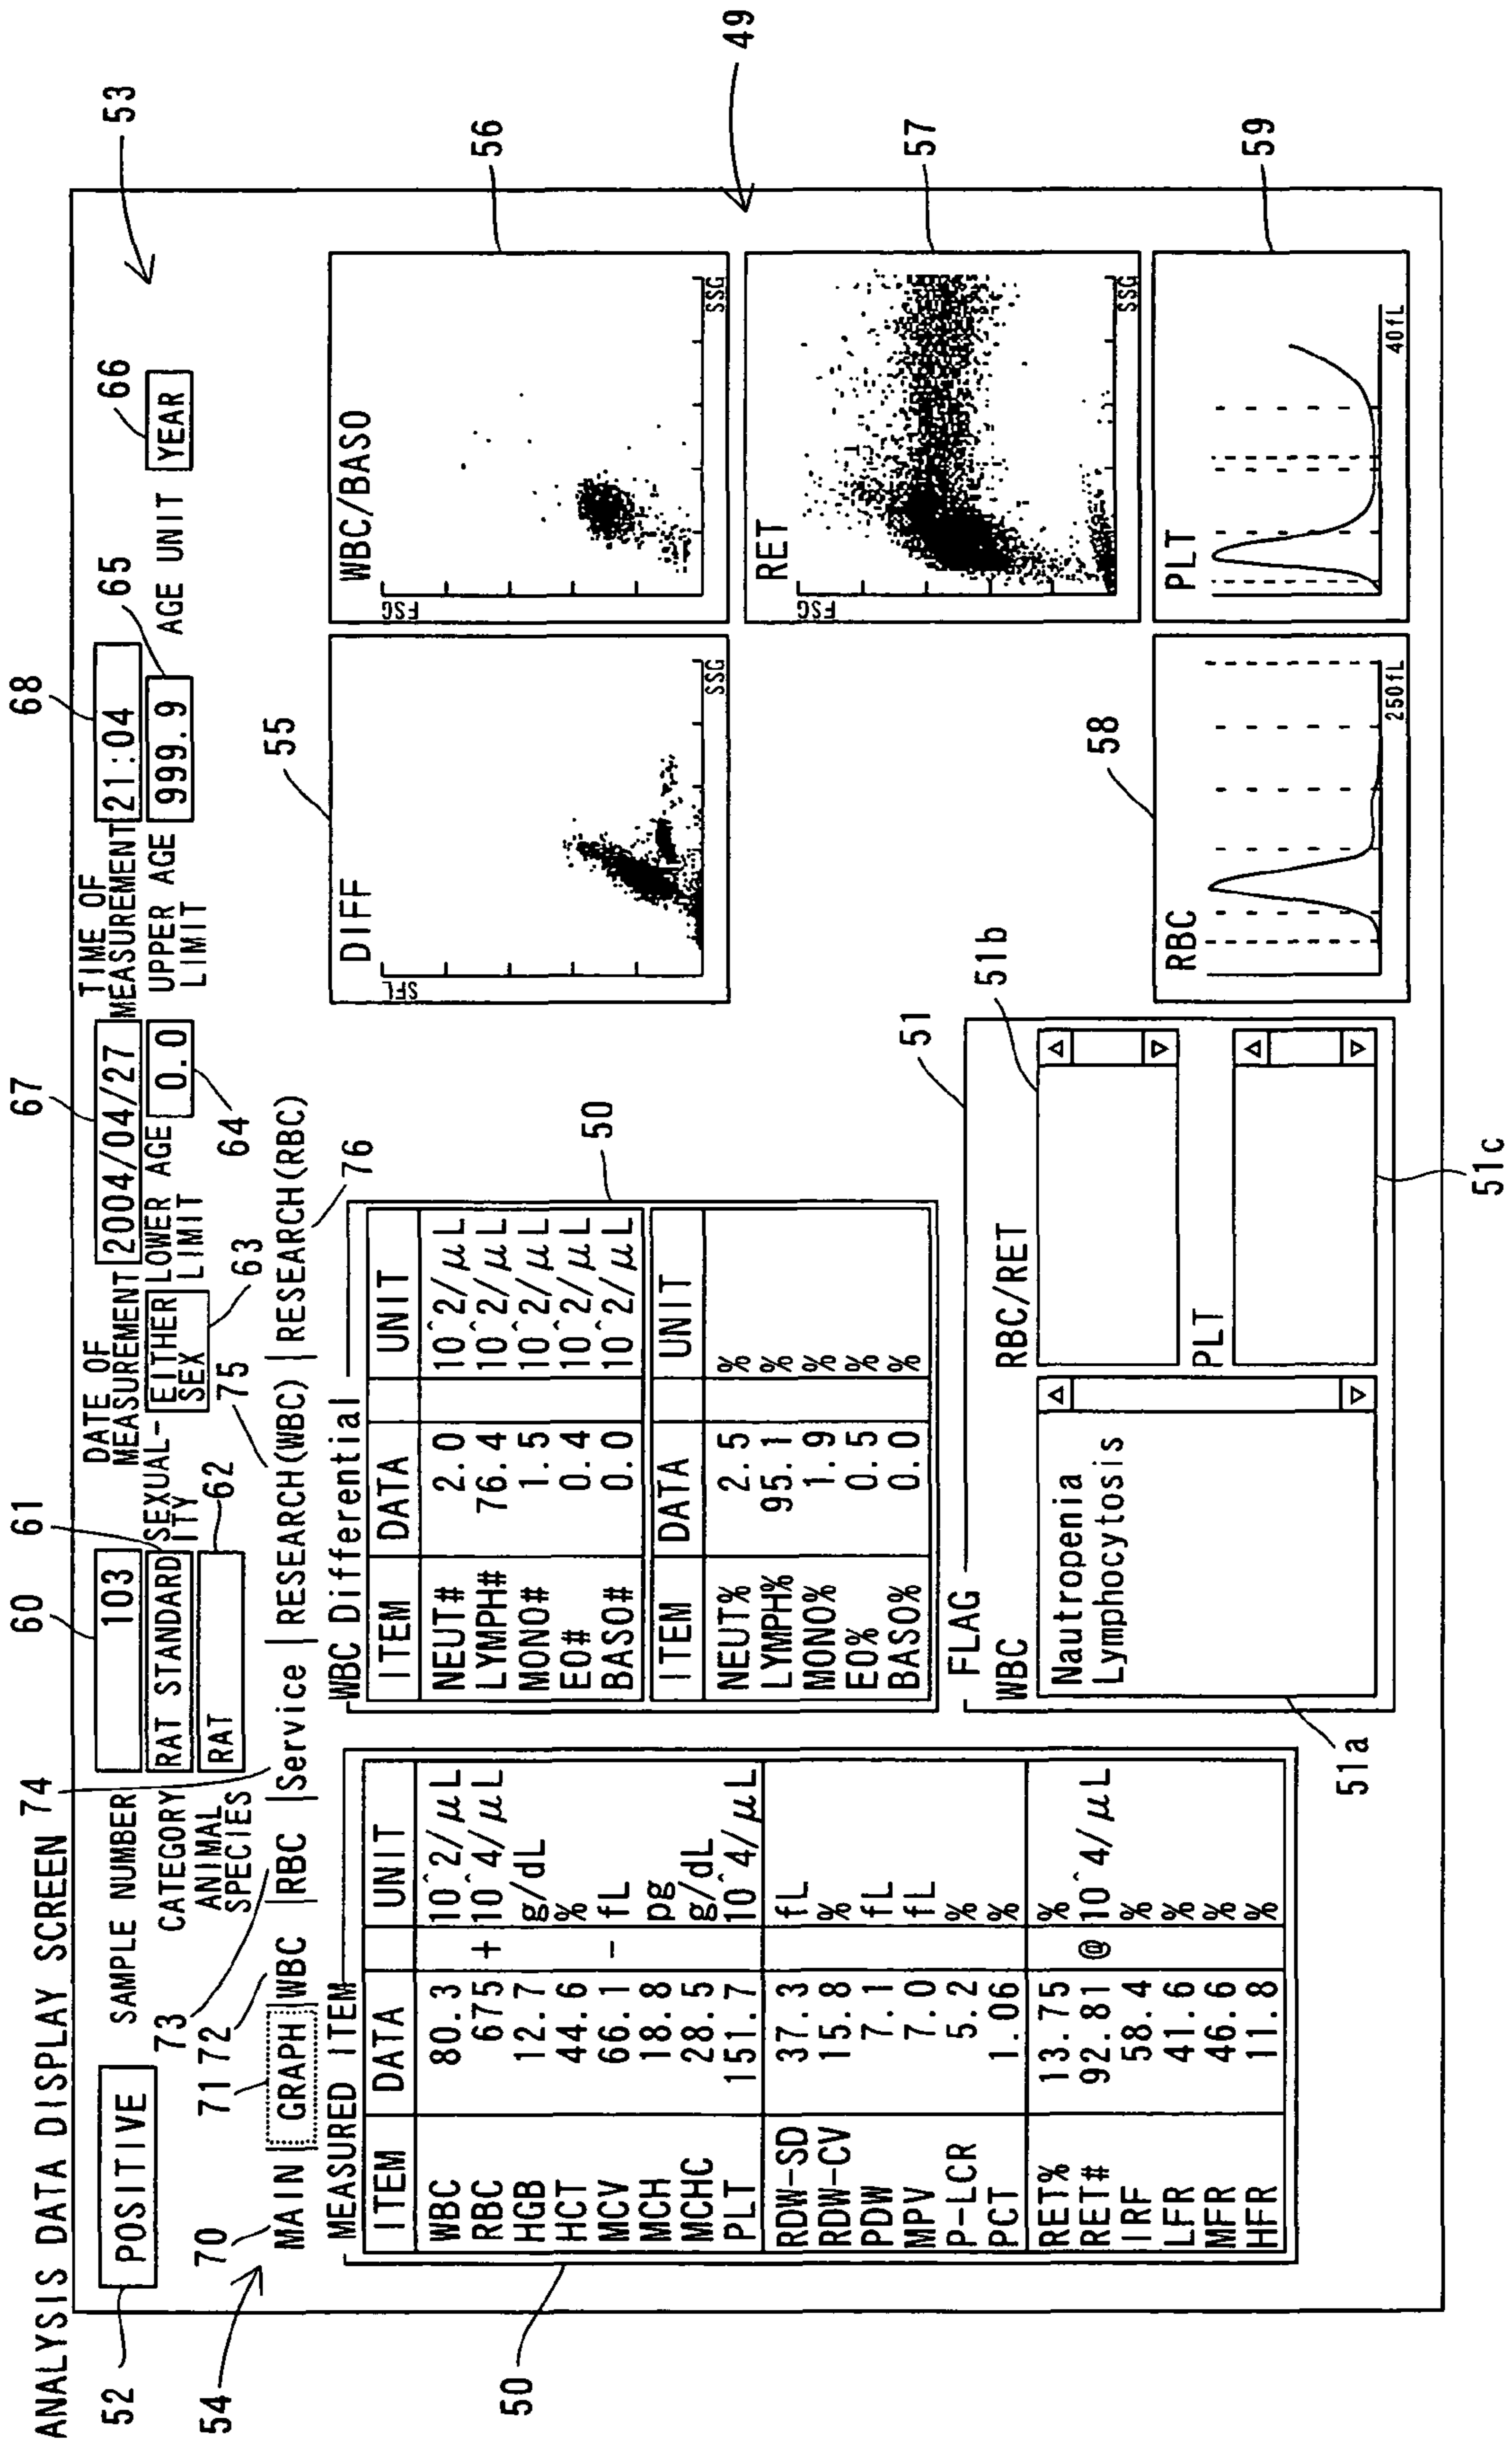 ANALYSIS DATA DISPLAY SCREEN
52
POSITIVE
SAMPLE NUMBER
103
60
DATE OF
MEASUREMENT
2004/04/27
67
TIME OF
MEASUREMENT
21:04
68
53
CATEGORY
RAT STANDARD
61
SEXUAL-
ITY
EITHER
SEX
63
LOWER AGE
LIMIT
0.0
64
UPPER AGE
LIMIT
999.9
65
AGE UNIT
YEAR
66
ANIMAL
SPECIES
RAT
62
54
70
71
72
73
74
75
76
MAIN
GRAPH
WBC
RBC
Service
RESEARCH(WBC)
RESEARCH(RBC)
MEASURED ITEM
ITEM DATA UNIT
WBC 80.3 10^2/μL
RBC 675 + 10^4/μL
HGB 12.7 g/dL
HCT 44.6 %
MCV 66.1 - fL
MCH 18.8 pg
MCHC 28.5 g/dL
PLT 151.7 10^4/μL
RDW-SD 37.3 fL
RDW-CV 15.8 %
PDW 7.1 fL
MPV 7.0 fL
P-LCR 5.2 %
PCT 1.06 %
RET% 13.75 %
RET# 92.81 @ 10^4/μL
IRF 58.4 %
LFR 41.6 %
MFR 46.6 %
HFR 11.8 %
50
WBC Differential
ITEM DATA UNIT
NEUT# 2.0 10^2/μL
LYMPH# 76.4 10^2/μL
MONO# 1.5 10^2/μL
EO# 0.4 10^2/μL
BASO# 0.0 10^2/μL
ITEM DATA UNIT
NEUT% 2.5 %
LYMPH% 95.1 %
MONO% 1.9 %
EO% 0.5 %
BASO% 0.0 %
50
FLAG
51
WBC
Nautropenia
Lymphocytosis
51a
RBC/RET
51b
PLT
51c
DIFF
SFL
SSG
55
WBC/BASO
FSG
SSG
56
RET
FSG
SSG
57
49
RBC
250fL
58
PLT
40fL
59